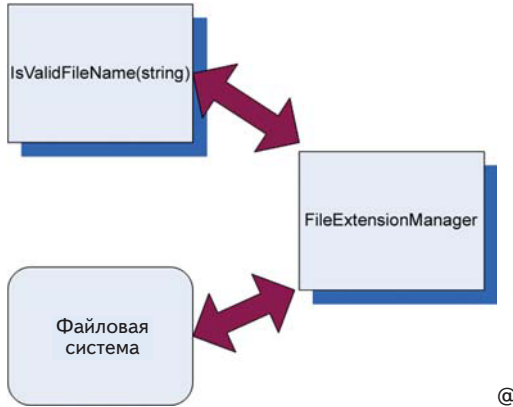 IsValidFileName(string)
FileExtensionManager
Файловая
система
@